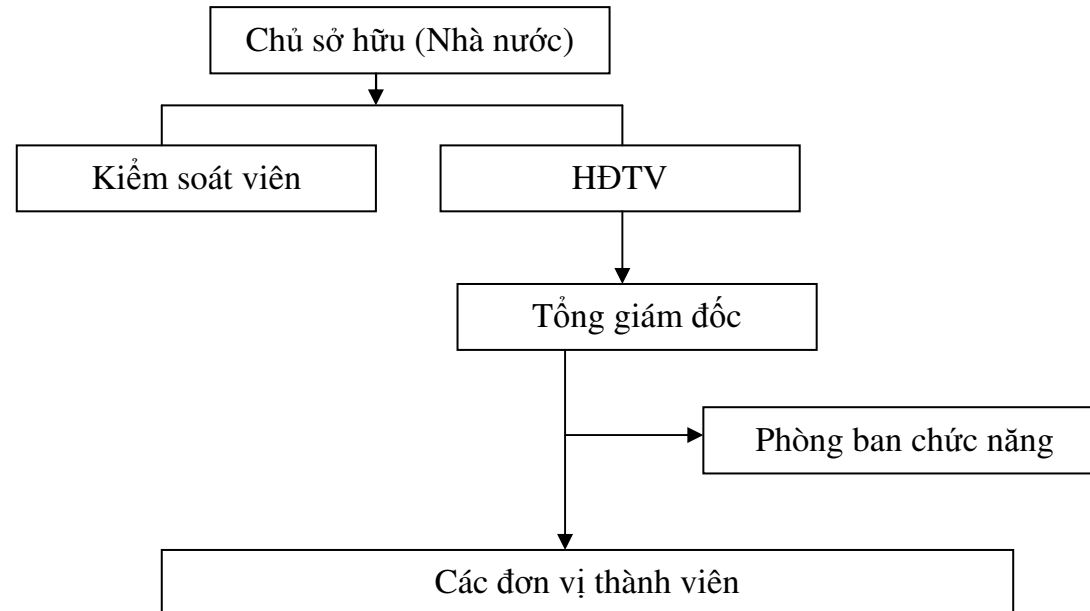 Chủ sở hữu (Nhà nước)
Kiểm soát viên
HĐTV
Tổng giám đốc
Phòng ban chức năng
Các đơn vị thành viên